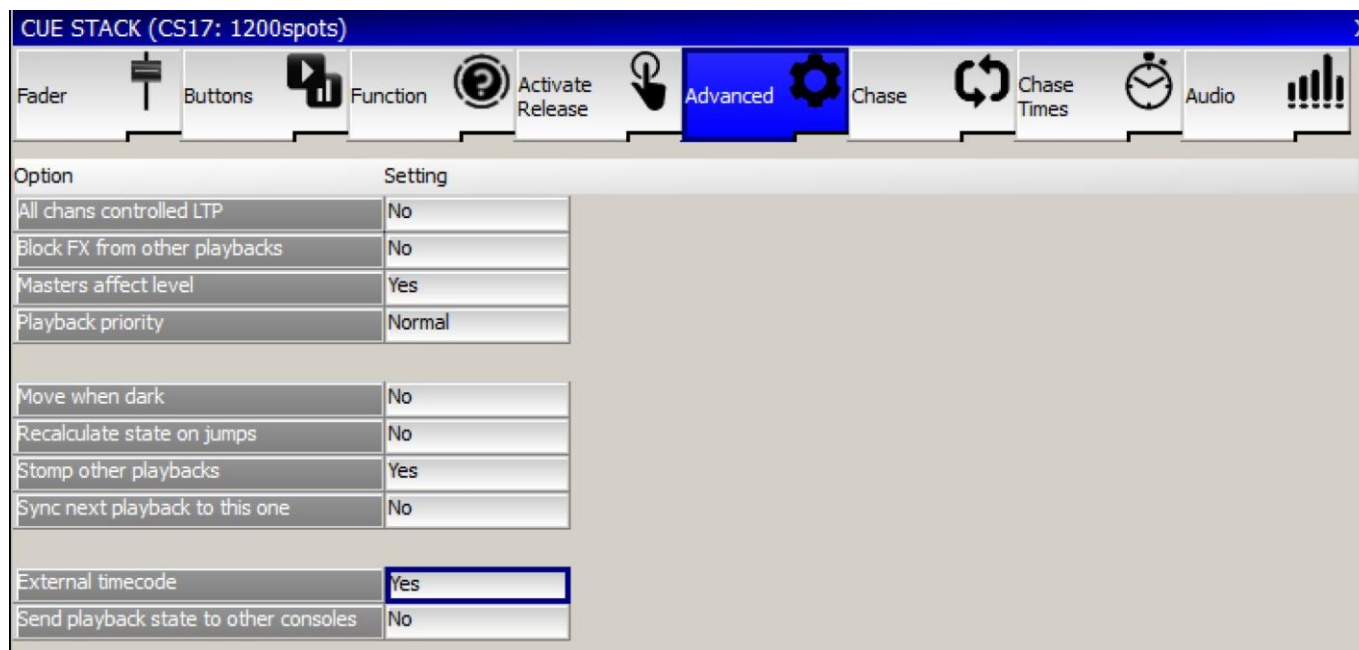 CUE STACK (CS17: 1200spots)
Fader Buttons Function Activate Release Advanced Chase Chase Times Audio
Option Setting
All chans controlled LTP No
Block FX from other playbacks No
Masters affect level Yes
Playback priority Normal
Move when dark No
Recalculate state on jumps No
Stomp other playbacks Yes
Sync next playback to this one No
External timecode Yes
Send playback state to other consoles No